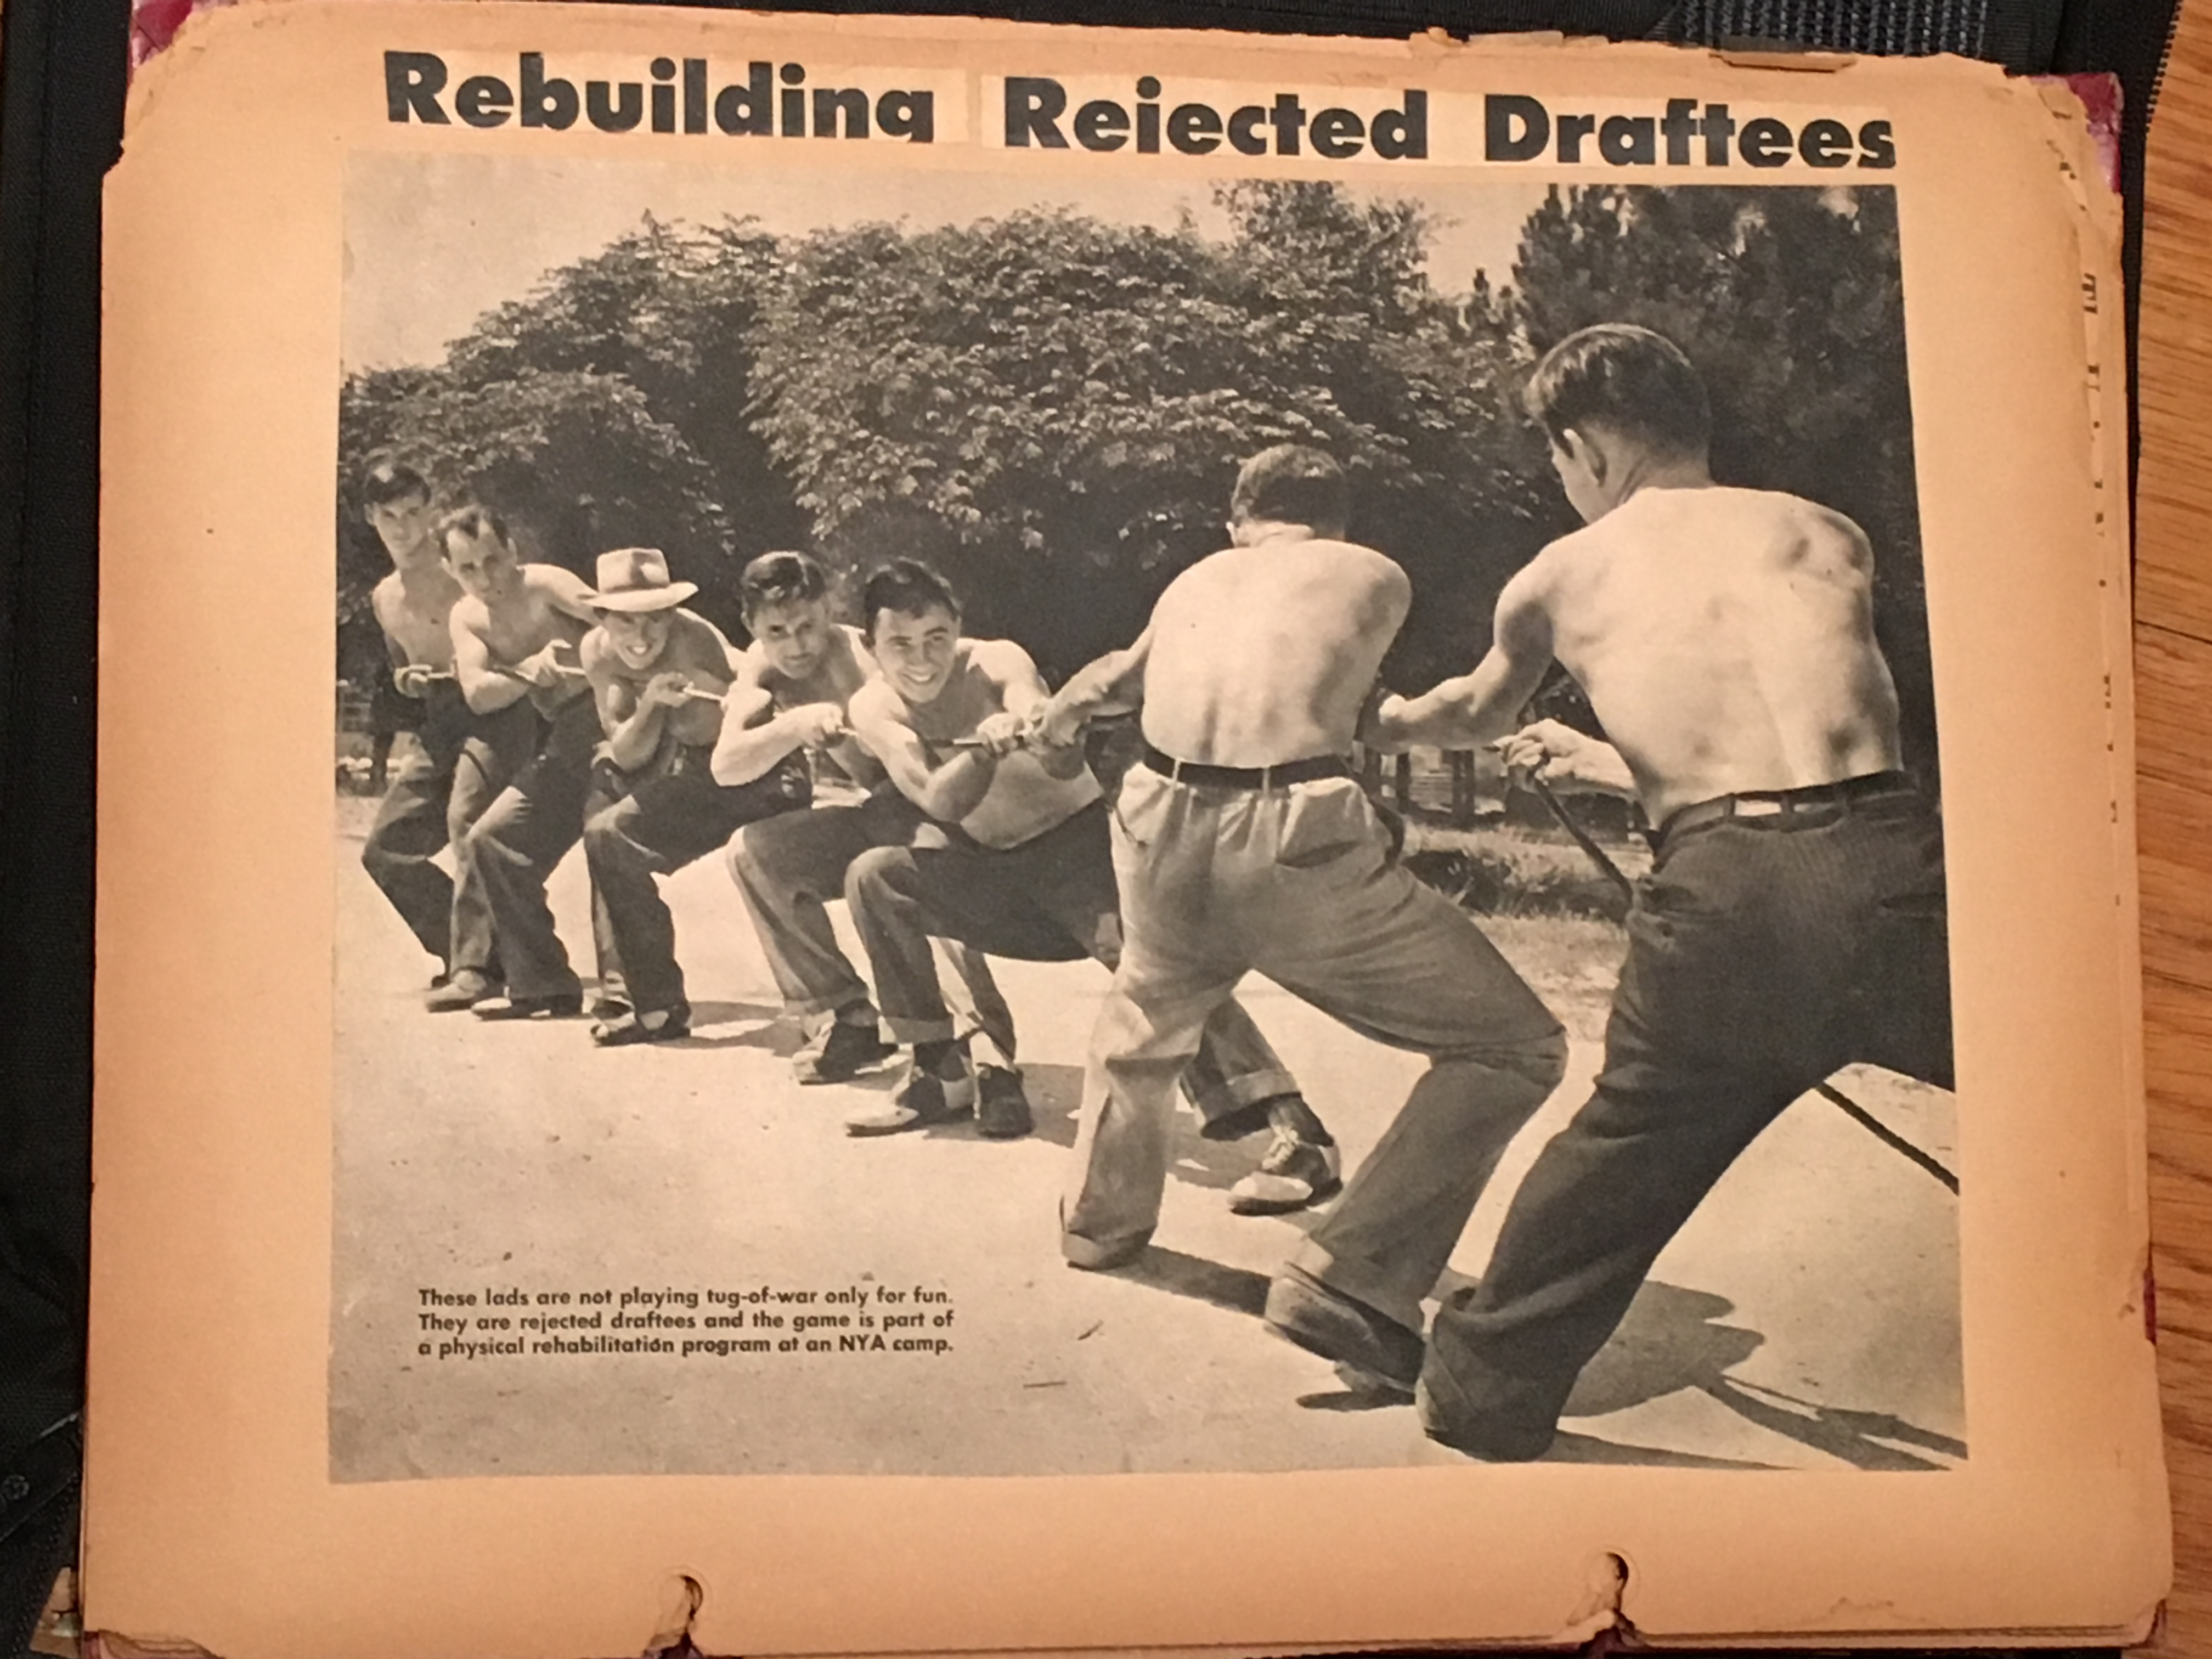 Rebuilding Rejected Draftees
These lads are not playing tug-of-war only for fun.
They are rejected draftees and the game is part of
a physical rehabilitation program at an NYA camp.